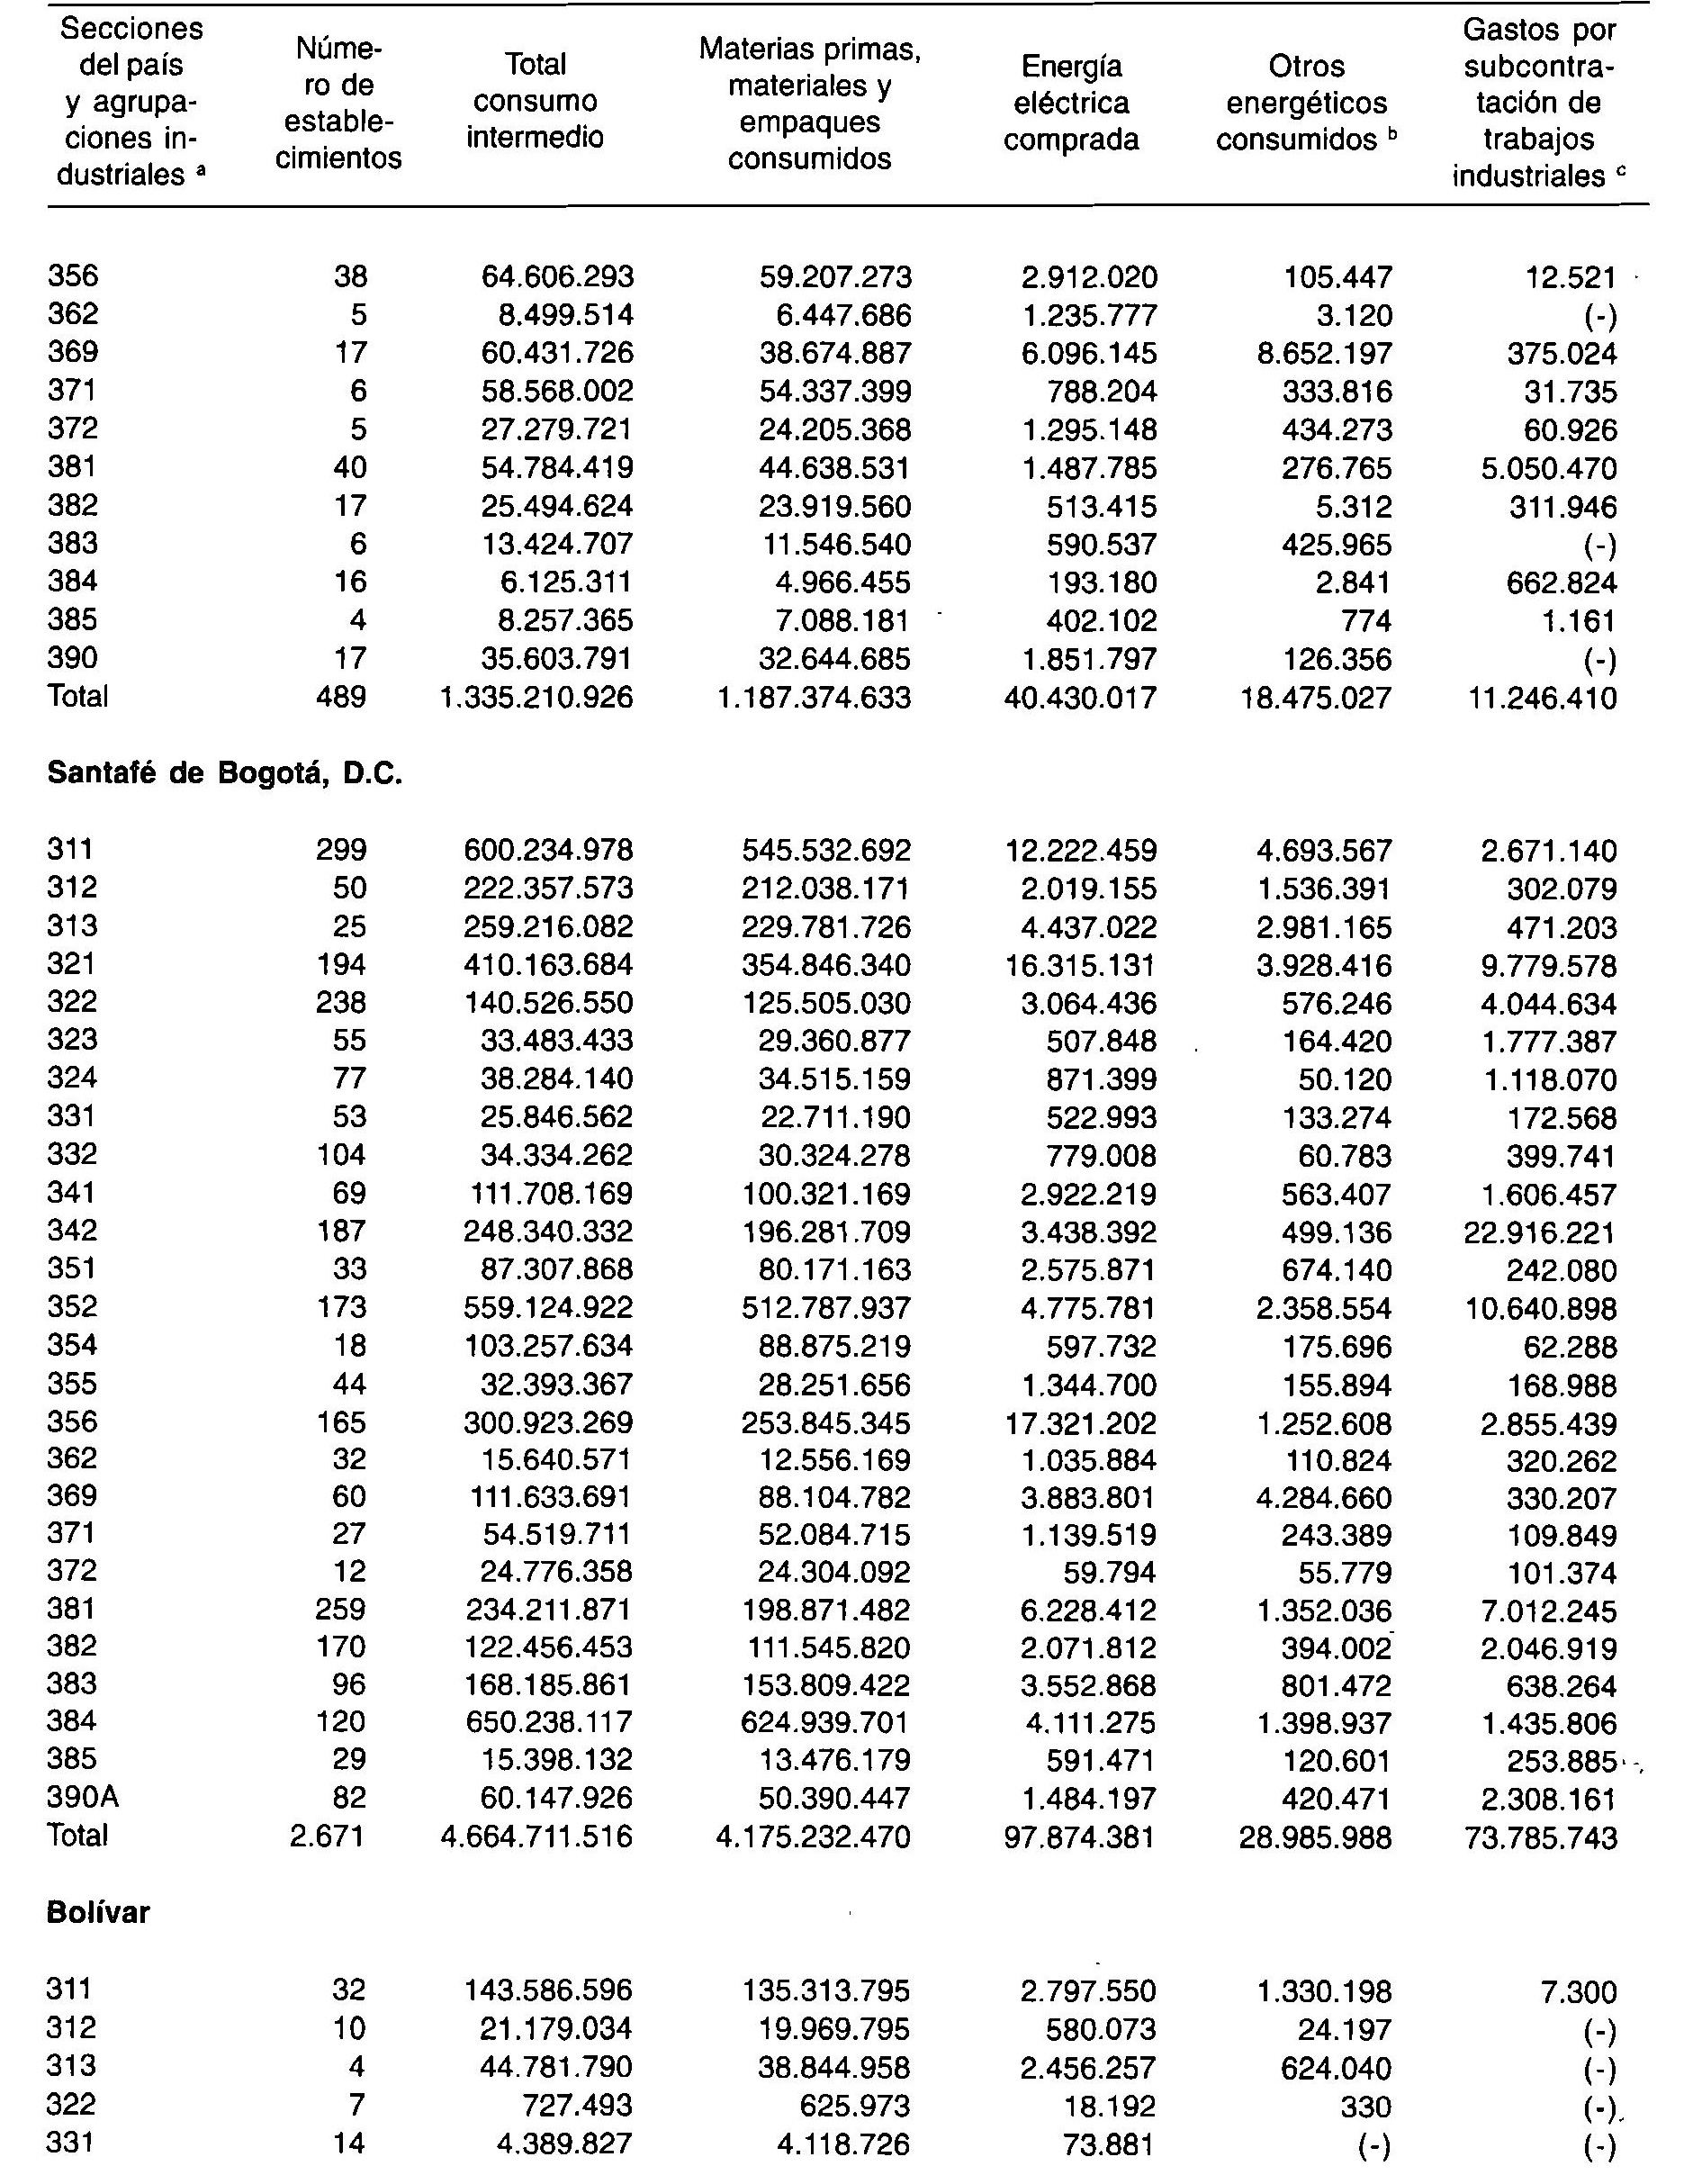 Secciones del país y agrupaciones industriales a | Número de establecimientos | Total consumo intermedio | Materias primas, materiales y empaques consumidos | Energía eléctrica comprada | Otros energéticos consumidos b | Gastos por subcontratación de trabajos industriales c
356 38 64.606.293 59.207.273 2.912.020 105.447 12.521
362 5 8.499.514 6.447.686 1.235.777 3.120 (-)
369 17 60.431.726 38.674.887 6.096.145 8.652.197 375.024
371 6 58.568.002 54.337.399 788.204 333.816 31.735
372 5 27.279.721 24.205.368 1.295.148 434.273 60.926
381 40 54.784.419 44.638.531 1.487.785 276.765 5.050.470
382 17 25.494.624 23.919.560 513.415 5.312 311.946
383 6 13.424.707 11.546.540 590.537 425.965 (-)
384 16 6.125.311 4.966.455 193.180 2.841 662.824
385 4 8.257.365 7.088.181 402.102 774 1.161
390 17 35.603.791 32.644.685 1.851.797 126.356 (-)
Total 489 1.335.210.926 1.187.374.633 40.430.017 18.475.027 11.246.410
Santafé de Bogotá, D.C.
311 299 600.234.978 545.532.692 12.222.459 4.693.567 2.671.140
312 50 222.357.573 212.038.171 2.019.155 1.536.391 302.079
313 25 259.216.082 229.781.726 4.437.022 2.981.165 471.203
321 194 410.163.684 354.846.340 16.315.131 3.928.416 9.779.578
322 238 140.526.550 125.505.030 3.064.436 576.246 4.044.634
323 55 33.483.433 29.360.877 507.848 164.420 1.777.387
324 77 38.284.140 34.515.159 871.399 50.120 1.118.070
331 53 25.846.562 22.711.190 522.993 133.274 172.568
332 104 34.334.262 30.324.278 779.008 60.783 399.741
341 69 111.708.169 100.321.169 2.922.219 563.407 1.606.457
342 187 248.340.332 196.281.709 3.438.392 499.136 22.916.221
351 33 87.307.868 80.171.163 2.575.871 674.140 242.080
352 173 559.124.922 512.787.937 4.775.781 2.358.554 10.640.898
354 18 103.257.634 88.875.219 597.732 175.696 62.288
355 44 32.393.367 28.251.656 1.344.700 155.894 168.988
356 165 300.923.269 253.845.345 17.321.202 1.252.608 2.855.439
362 32 15.640.571 12.556.169 1.035.884 110.824 320.262
369 60 111.633.691 88.104.782 3.883.801 4.284.660 330.207
371 27 54.519.711 52.084.715 1.139.519 243.389 109.849
372 12 24.776.358 24.304.092 59.794 55.779 101.374
381 259 234.211.871 198.871.482 6.228.412 1.352.036 7.012.245
382 170 122.456.453 111.545.820 2.071.812 394.002 2.046.919
383 96 168.185.861 153.809.422 3.552.868 801.472 638.264
384 120 650.238.117 624.939.701 4.111.275 1.398.937 1.435.806
385 29 15.398.132 13.476.179 591.471 120.601 253.885
390A 82 60.147.926 50.390.447 1.484.197 420.471 2.308.161
Total 2.671 4.664.711.516 4.175.232.470 97.874.381 28.985.988 73.785.743
Bolívar
311 32 143.586.596 135.313.795 2.797.550 1.330.198 7.300
312 10 21.179.034 19.969.795 580.073 24.197 (-)
313 4 44.781.790 38.844.958 2.456.257 624.040 (-)
322 7 727.493 625.973 18.192 330 (-)
331 14 4.389.827 4.118.726 73.881 (-) (-)